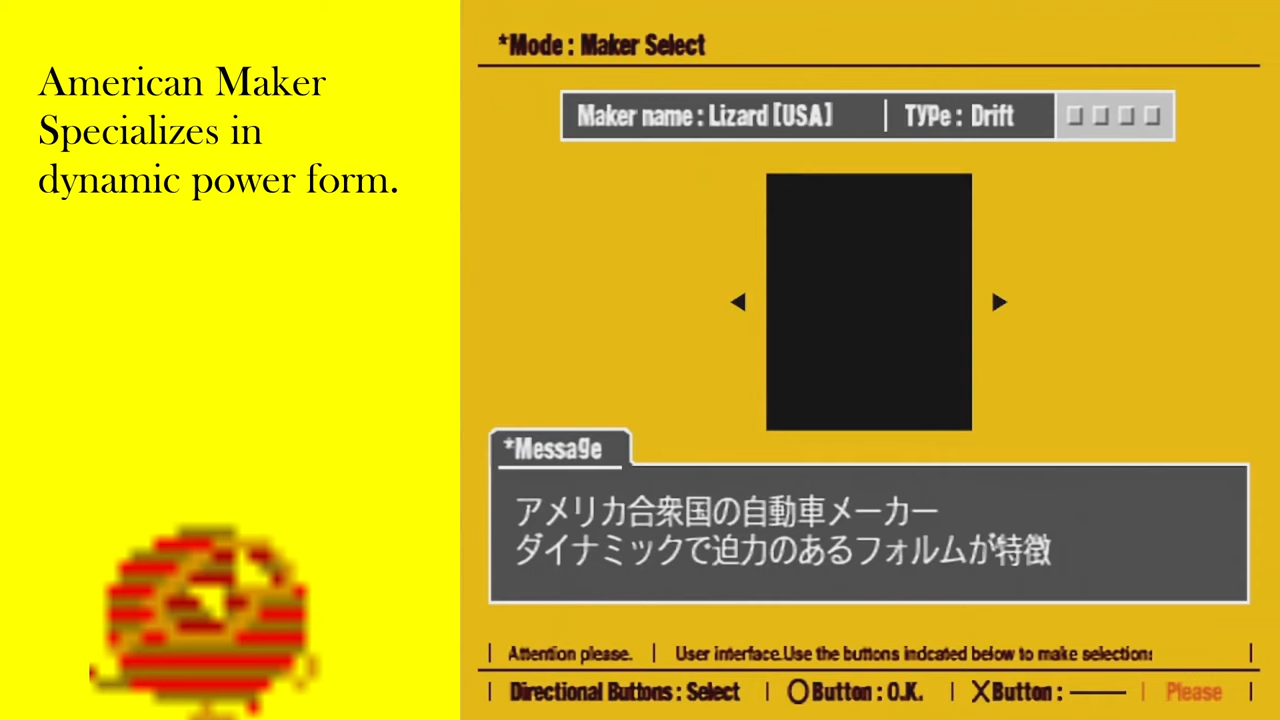 American Maker
Specializes in
dynamic power form.
*Mode : Maker Select
Maker name : Lizard [USA] | TYPe : Drift
*Message
アメリカ合衆国の自動車メーカー
ダイナミックで迫力のあるフォルムが特徴
| Attention please. | User interface.Use the buttons indcated below to make selections |
| Directional Buttons : Select | ○Button : O.K. | ╳Button : —— | Please |